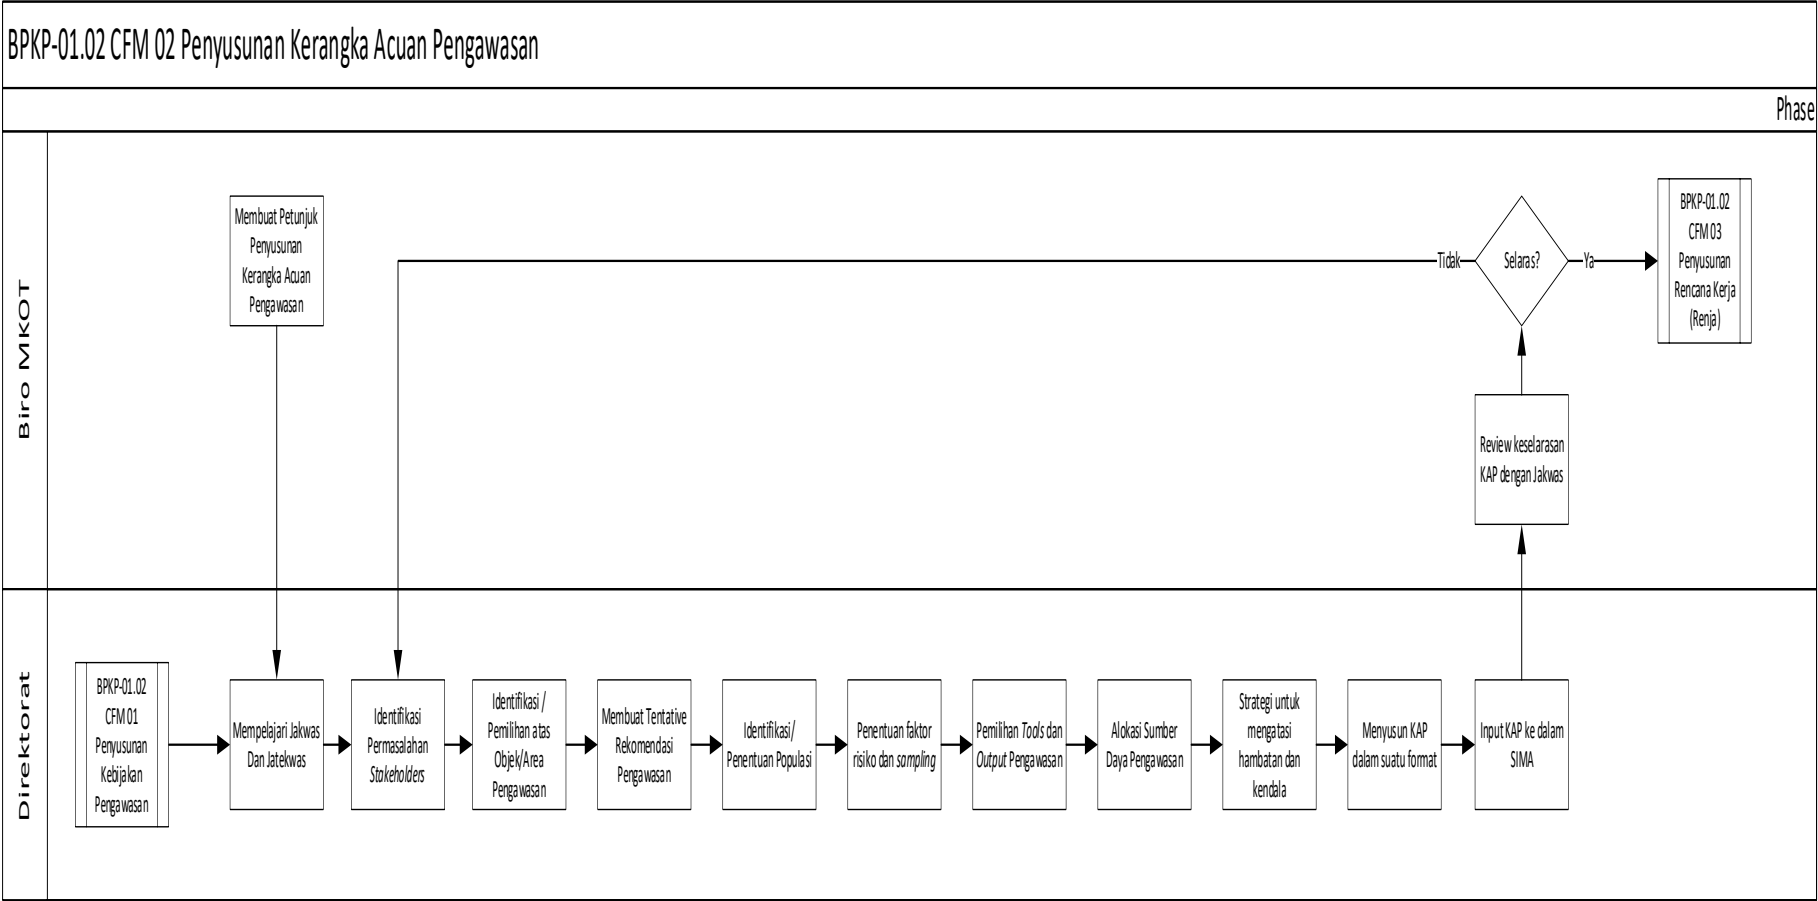 BPKP-01.02 CFM 02 Penyusunan Kerangka Acuan Pengawasan
Phase
Biro MKOT
Membuat Petunjuk
Penyusunan
Kerangka Acuan
Pengawasan
Tidak
Selaras?
Ya
BPKP-01.02
CFM 03
Penyusunan
Rencana Kerja
(Renja)
Review keselarasan
KAP dengan Jakwas
Direktorat
BPKP-01.02
CFM 01
Penyusunan
Kebijakan
Pengawasan
Mempelajari Jakwas
Dan Jatekwas
Identifikasi
Permasalahan
Stakeholders
Identifikasi /
Pemilihan atas
Objek/Area
Pengawasan
Membuat Tentative
Rekomendasi
Pengawasan
Identifikasi/
Penentuan Populasi
Penentuan faktor
risiko dan sampling
Pemilihan Tools dan
Output Pengawasan
Alokasi Sumber
Daya Pengawasan
Strategi untuk
mengatasi
hambatan dan
kendala
Menyusun KAP
dalam suatu format
Input KAP ke dalam
SIMA